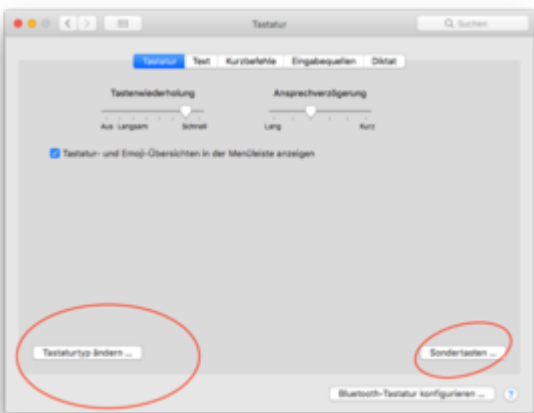 Tastatur
Suchen
Tastatur Text Kurzbefehle Eingabequellen Diktat
Tastenwiederholung Ansprechverzögerung
Aus Langsam Schnell Lang Kurz
Tastatur- und Emoji-Übersichten in der Menüleiste anzeigen
Tastaturtyp ändern ... Sondertasten ...
Bluetooth-Tastatur konfigurieren ... ?